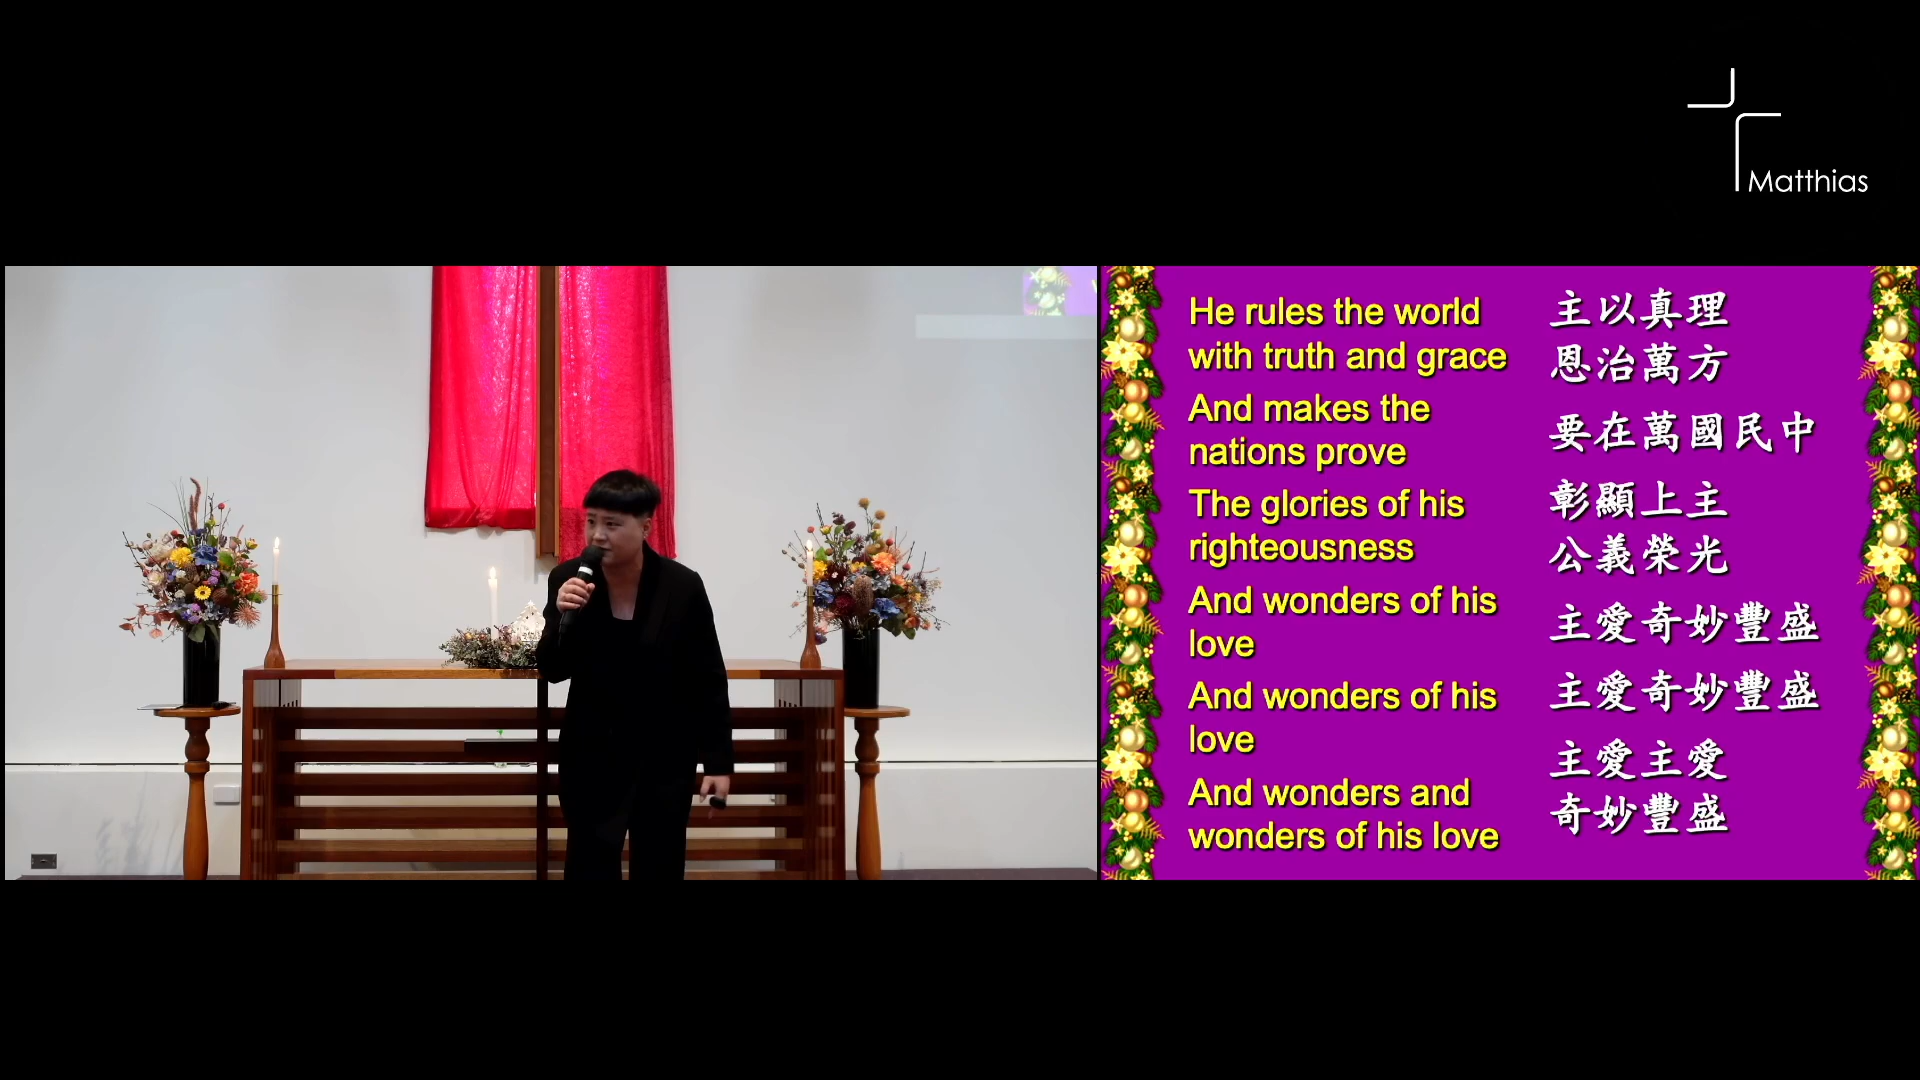 Matthias
He rules the world
with truth and grace
And makes the
nations prove
The glories of his
righteousness
And wonders of his
love
And wonders of his
love
And wonders and
wonders of his love
主以真理
恩治萬方
要在萬國民中
彰顯上主
公義榮光
主愛奇妙豐盛
主愛奇妙豐盛
主愛主愛
奇妙豐盛